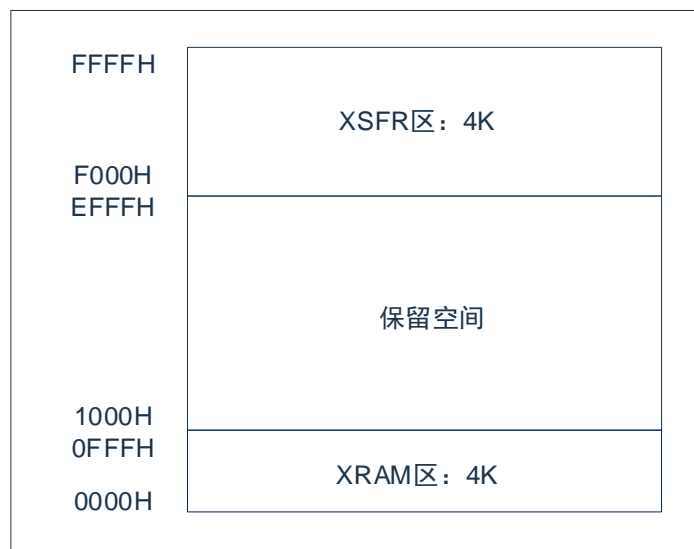 FFFFH
XSFR区：4K
F000H
EFFFH
保留空间
1000H
0FFFH
XRAM区：4K
0000H